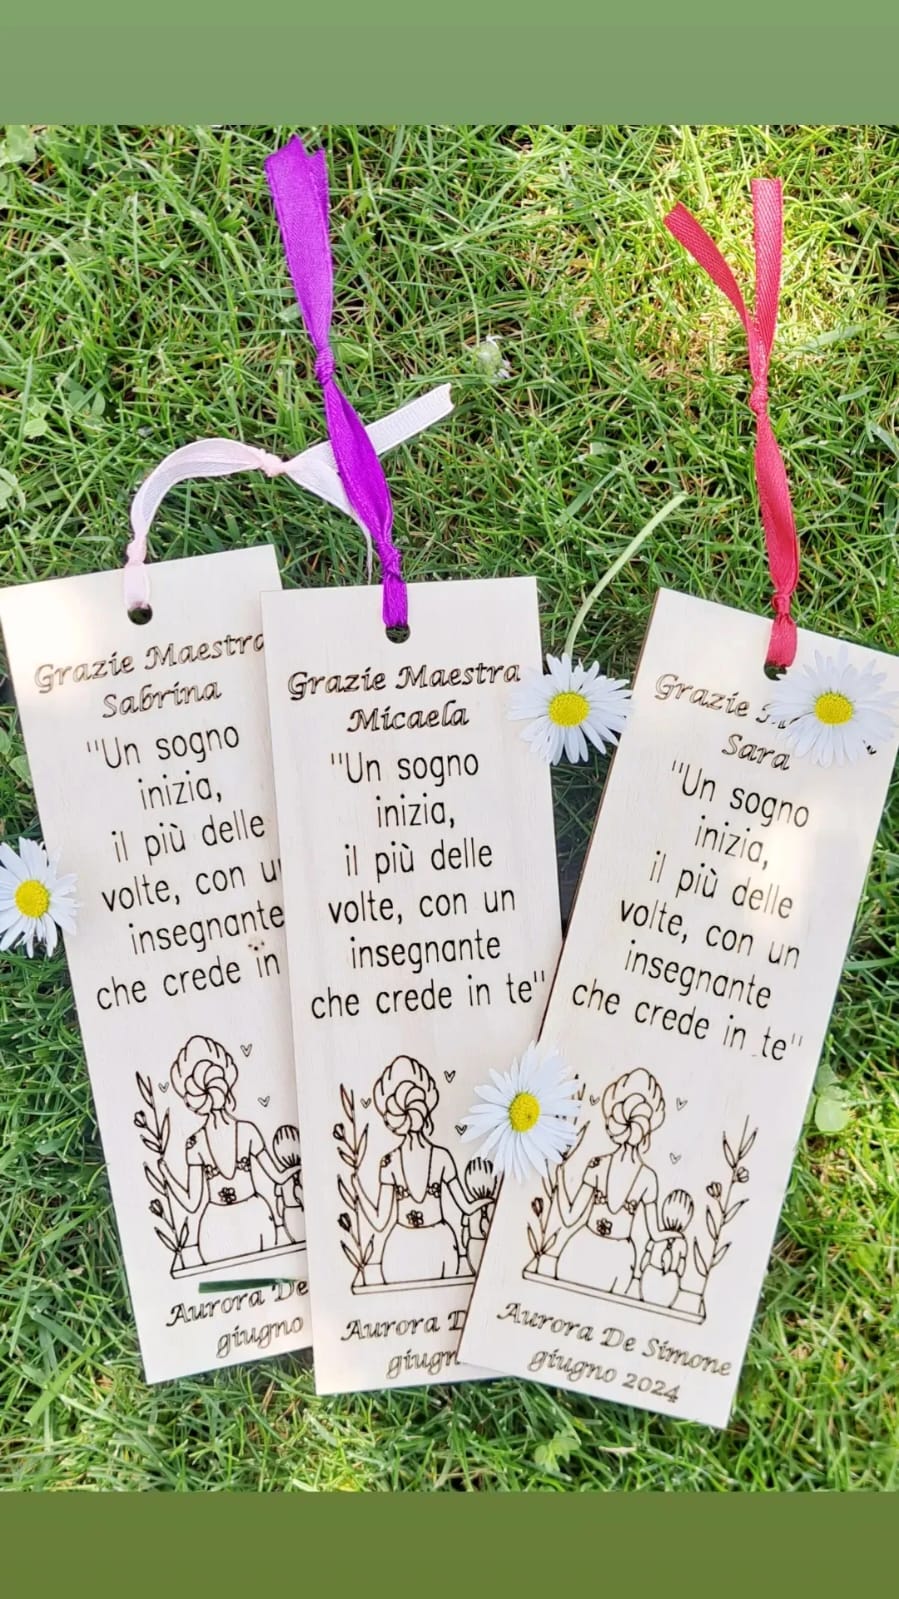 Grazie Maestra
Sabrina
"Un sogno
inizia,
il più delle
volte, con
insegnante
che crede in
Aurora De
giugno
Grazie Maestra
Micaela
"Un sogno
inizia,
il più delle
volte, con un
insegnante
che crede in te"
Aurora
Grazie
Sara
"Un sogno
inizia,
il più delle
volte, con un
insegnante
che crede in te"
Aurora De Simone
giugno 2024